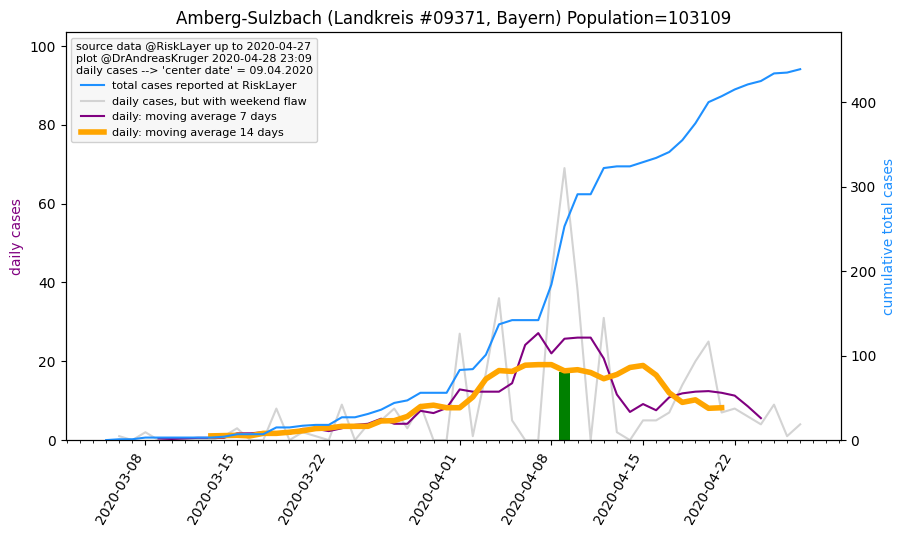 Amberg-Sulzbach (Landkreis #09371, Bayern) Population=103109
source data @RiskLayer up to 2020-04-27
plot @DrAndreasKruger 2020-04-28 23:09
daily cases --> 'center date' = 09.04.2020
total cases reported at RiskLayer
daily cases, but with weekend flaw
daily: moving average 7 days
daily: moving average 14 days
daily cases
100
80
60
40
20
0
cumulative total cases
400
300
200
100
0
2020-03-08
2020-03-15
2020-03-22
2020-04-01
2020-04-08
2020-04-15
2020-04-22